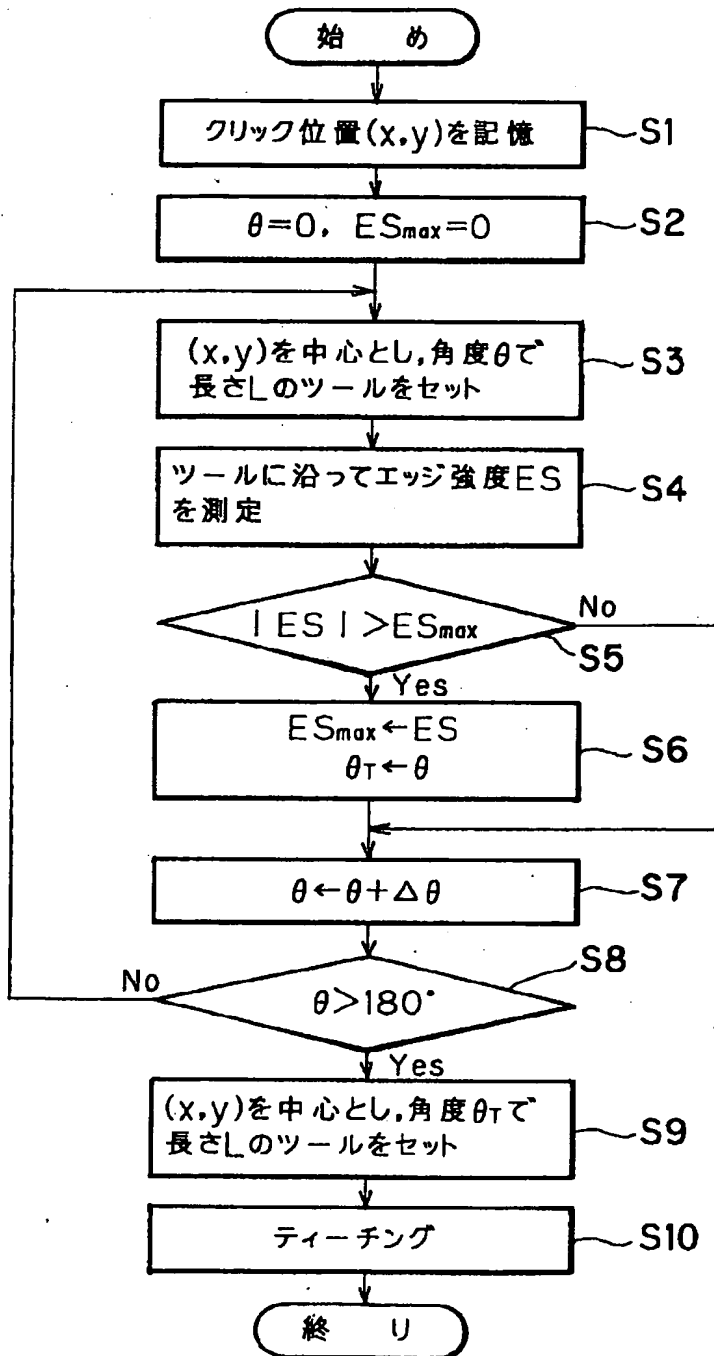 始 め
クリック位置(x,y)を記憶
S1
θ=0, ESmax=0
S2
(x,y)を中心とし,角度θで
長さLのツールをセット
S3
ツールに沿ってエッジ強度ES
を測定
S4
|ES|>ESmax
No
S5
Yes
ESmax←ES
θT←θ
S6
θ←θ+Δθ
S7
No
θ>180°
S8
Yes
(x,y)を中心とし,角度θTで
長さLのツールをセット
S9
ティーチング
S10
終 り